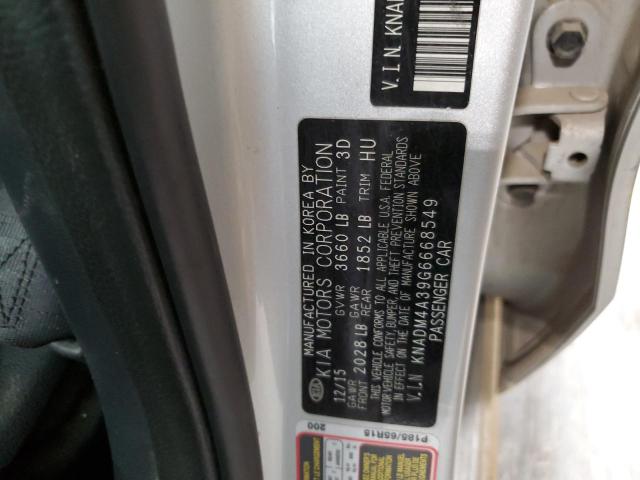 V.I.N KNAD
MANUFACTURED IN KOREA BY
KIA MOTORS CORPORATION
12/15 GVWR 3660 LB PAINT 3D
GAWR FRONT 2028 LB GAWR REAR 1852 LB TRIM HU
THIS VEHICLE CONFORMS TO ALL APPLICABLE U.S.A. FEDERAL
MOTOR VEHICLE SAFETY, BUMPER, AND THEFT PREVENTION STANDARDS
IN EFFECT ON THE DATE OF MANUFACTURE SHOWN ABOVE
V.I.N KNADM4A39G6668549
PASSENGER CAR
KIA
P185/65R15
200